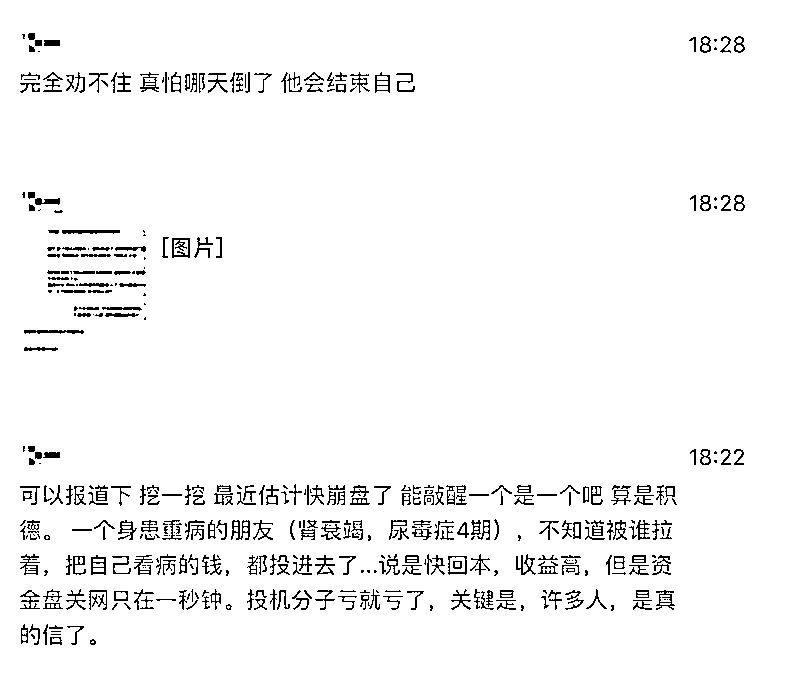 18:28
完全劝不住 真怕哪天倒了 他会结束自己
18:28
[图片]
18:22
可以报道下 挖一挖 最近估计快崩盘了 能敲醒一个是一个吧 算是积
德。 一个身患重病的朋友（肾衰竭，尿毒症4期），不知道被谁拉
着，把自己看病的钱，都投进去了...说是快回本，收益高，但是资
金盘关网只在一秒钟。投机分子亏就亏了，关键是，许多人，是真
的信了。